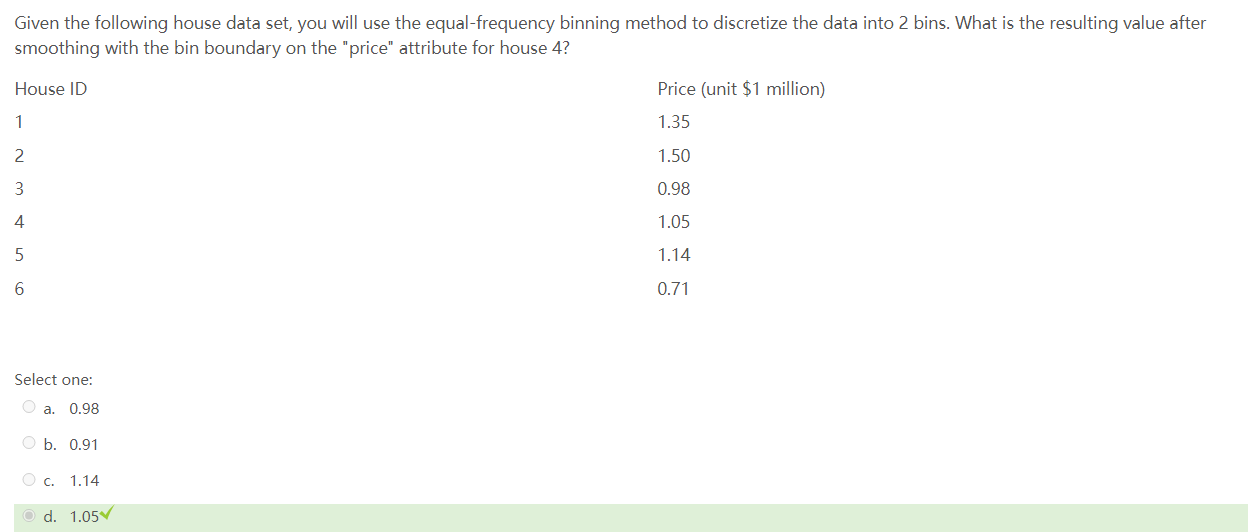 Given the following house data set, you will use the equal-frequency binning method to discretize the data into 2 bins. What is the resulting value after
smoothing with the bin boundary on the "price" attribute for house 4?
House ID Price (unit $1 million)
1 1.35
2 1.50
3 0.98
4 1.05
5 1.14
6 0.71
Select one:
a. 0.98
b. 0.91
c. 1.14
d. 1.05